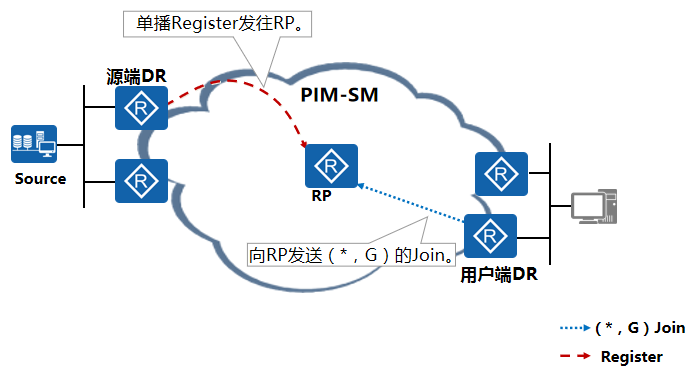 单播Register发往RP。
源端DR
PIM-SM
R
R
R
R
R
Source
RP
向RP发送（*，G）的Join。
用户端DR
（*，G）Join
Register